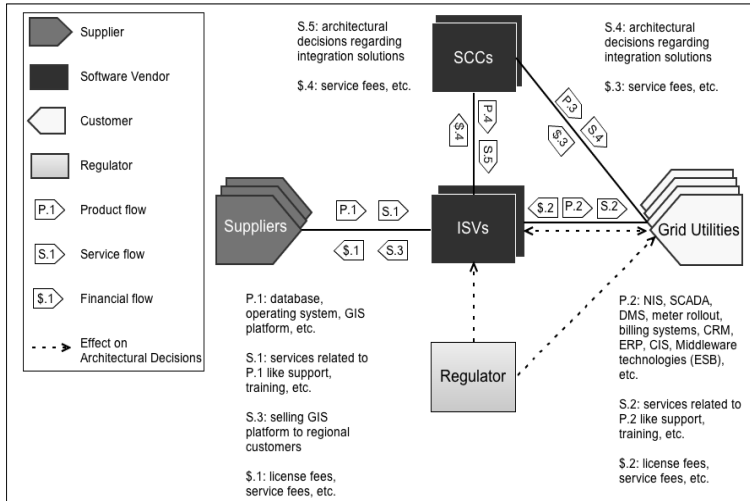 Supplier
Software Vendor
Customer
Regulator
P.1
Product flow
S.1
Service flow
$.1
Financial flow
Effect on
Architectural Decisions
S.5: architectural
decisions regarding
integration solutions
$.4: service fees, etc.
SCCs
S.4: architectural
decisions regarding
integration solutions
$.3: service fees, etc.
$.4
P.4
S.5
P.3
$.3
S.4
Suppliers
P.1
S.1
$.1
S.3
ISVs
$.2
P.2
S.2
Grid Utilities
P.1: database,
operating system, GIS
platform, etc.
S.1: services related to
P.1 like support,
training, etc.
S.3: selling GIS
platform to regional
customers
$.1: license fees,
service fees, etc.
Regulator
P.2: NIS, SCADA,
DMS, meter rollout,
billing systems, CRM,
ERP, CIS, Middleware
technologies (ESB),
etc.
S.2: services related to
P.2 like support,
training, etc.
$.2: license fees,
service fees, etc.